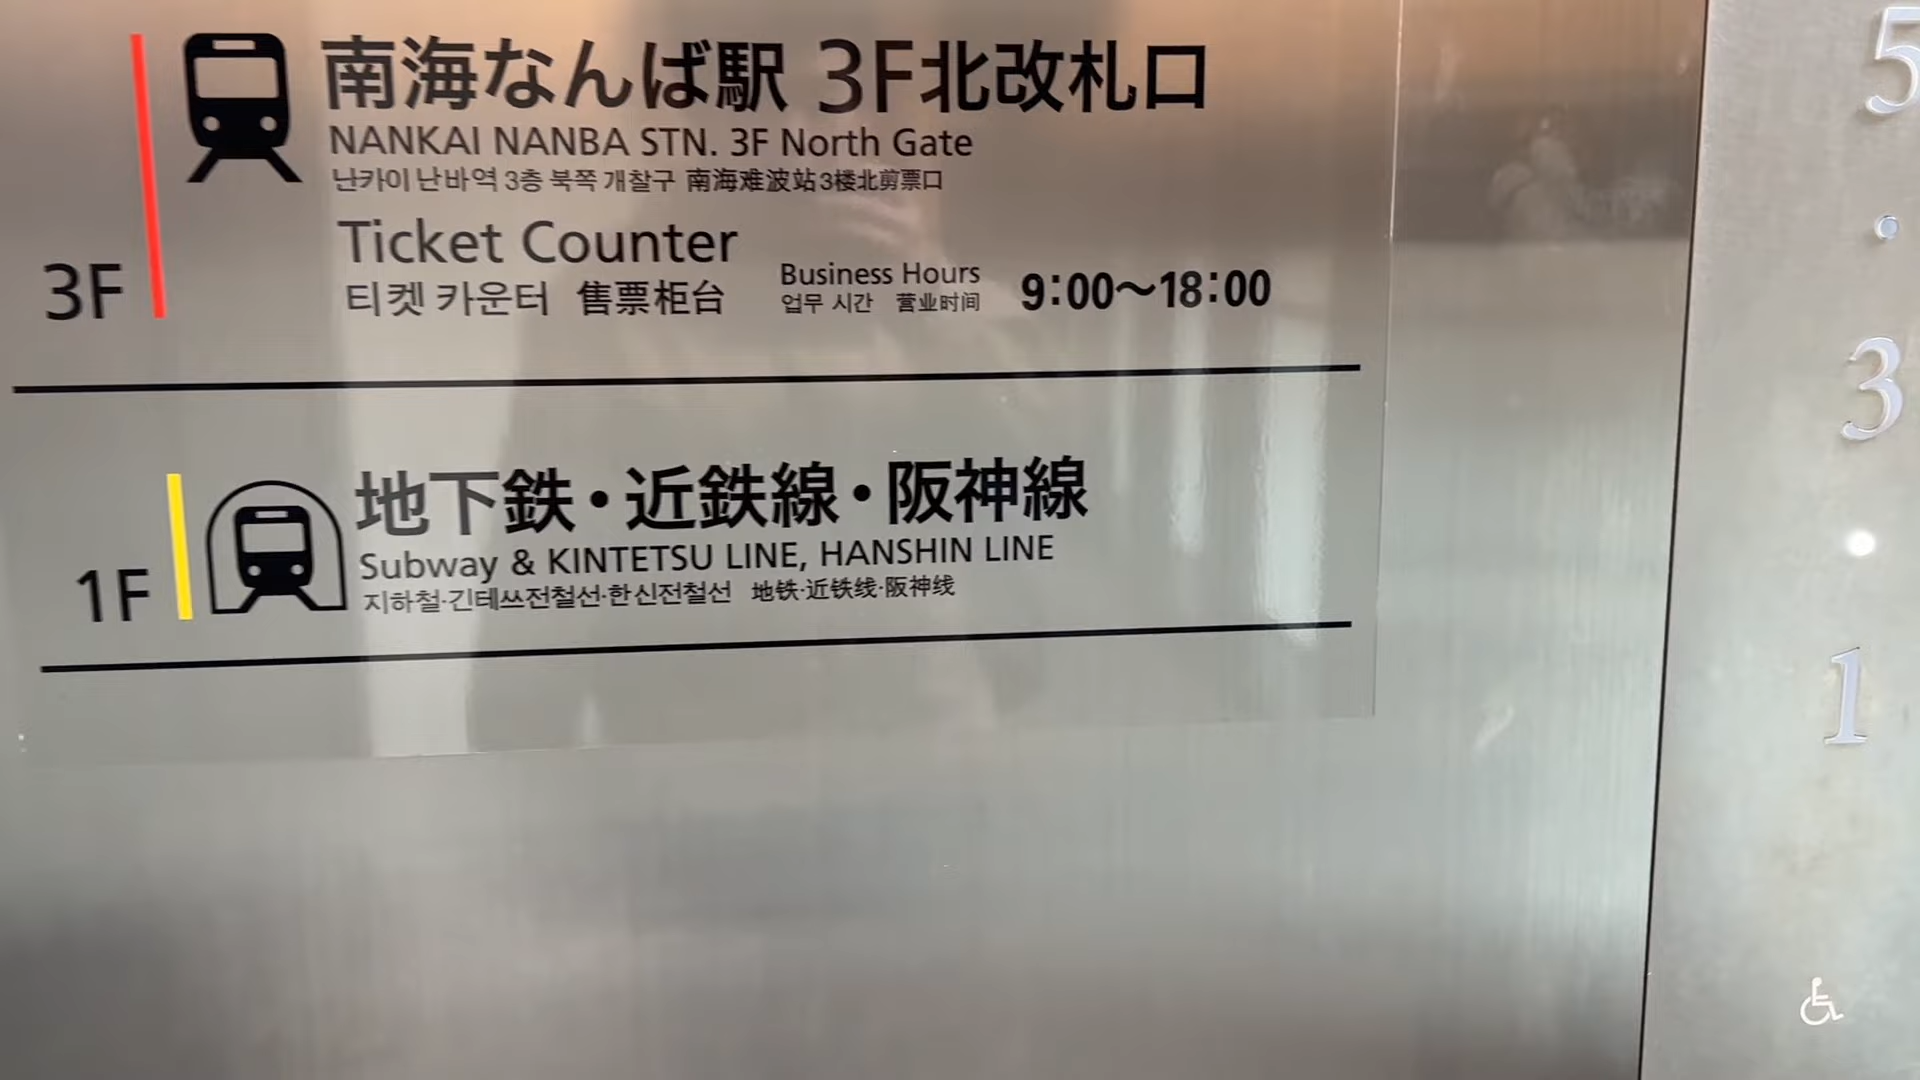 南海なんば駅 3F北改札口
NANKAI NANBA STN. 3F North Gate
난카이 난바역 3층 북쪽 개찰구 南海难波站3楼北剪票口
Ticket Counter
티켓 카운터 售票柜台
Business Hours
업무 시간 营业时间
9:00～18:00
3F
地下鉄・近鉄線・阪神線
Subway & KINTETSU LINE, HANSHIN LINE
지하철·긴테쓰전철선·한신전철선 地铁·近铁线·阪神线
1F
5
·
3
1